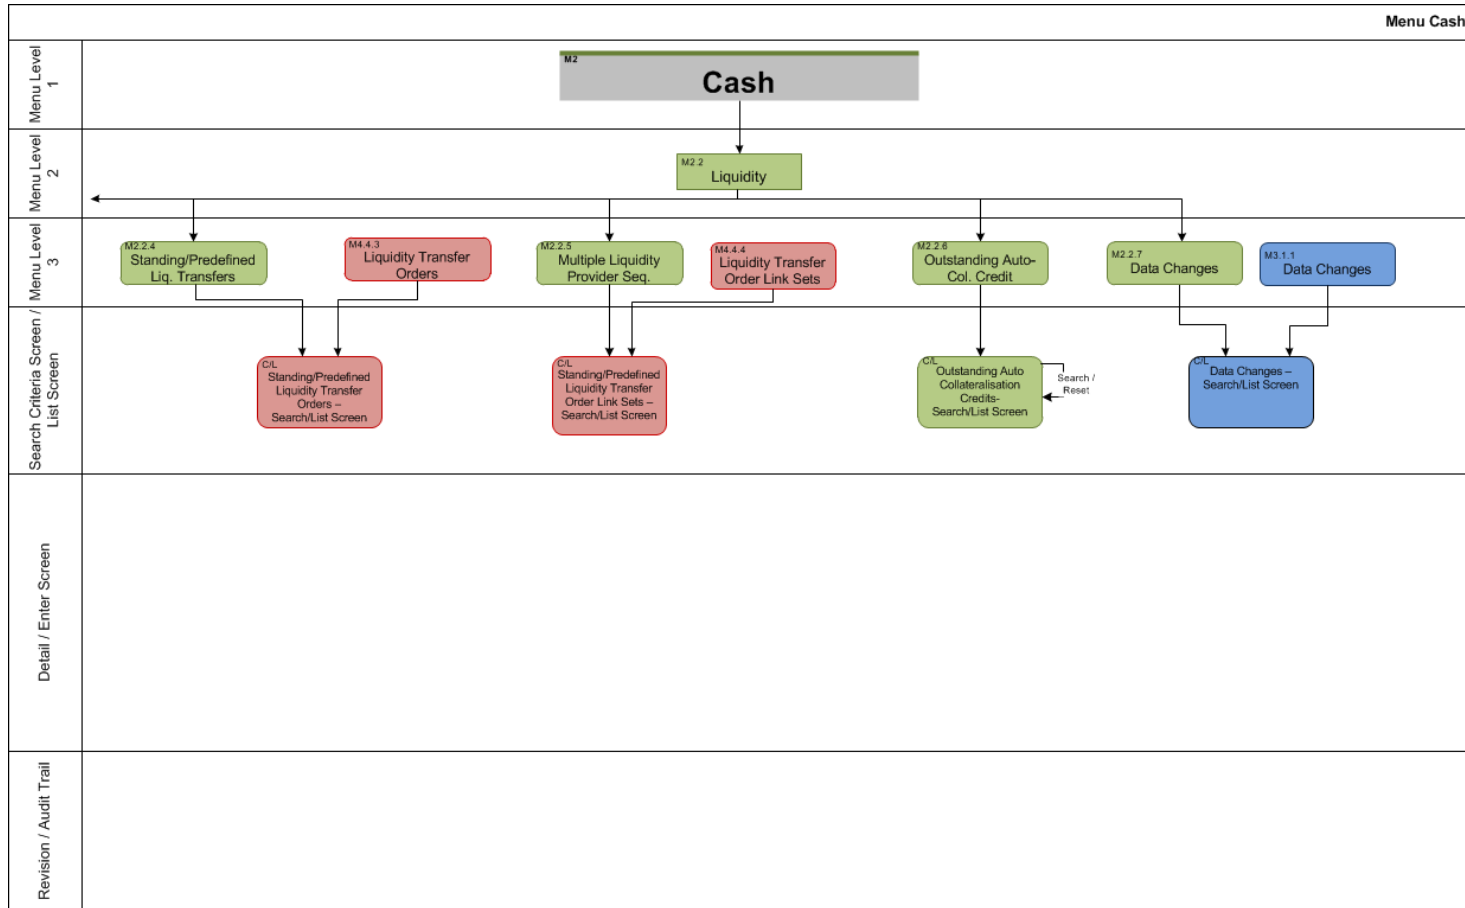 Menu Cash
Menu Level
1
M2
Cash
Menu Level
2
M2.2
Liquidity
Menu Level
3
M2.2.4
Standing/Predefined
Liq. Transfers
M4.4.3
Liquidity Transfer
Orders
M2.2.5
Multiple Liquidity
Provider Seq.
M4.4.4
Liquidity Transfer
Order Link Sets
M2.2.6
Outstanding Auto-
Col. Credit
M2.2.7
Data Changes
M3.1.1
Data Changes
Search Criteria Screen /
List Screen
C/L
Standing/Predefined
Liquidity Transfer
Orders –
Search/List Screen
C/L
Standing/Predefined
Liquidity Transfer
Order Link Sets –
Search/List Screen
C/L
Outstanding Auto
Collateralisation
Credits-
Search/List Screen
Search /
Reset
C/L
Data Changes –
Search/List Screen
Detail / Enter Screen
Revision / Audit Trail